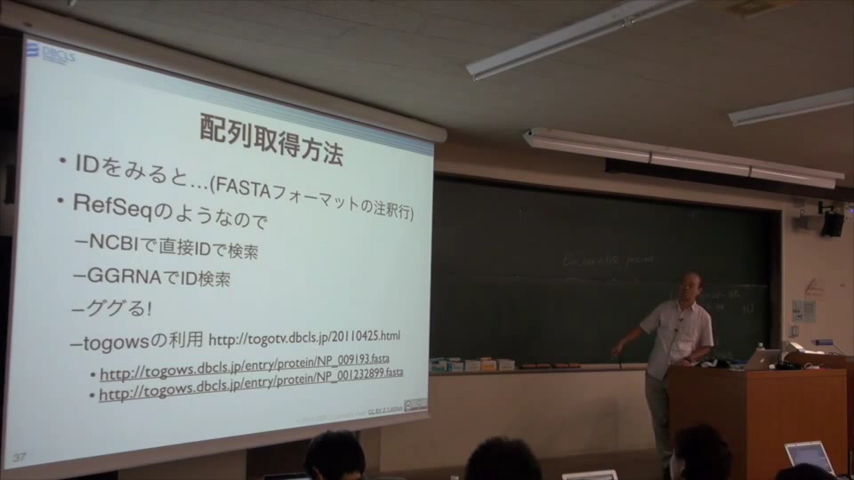 DBCLS
配列取得方法
• IDをみると…(FASTAフォーマットの注釈行)
• RefSeqのようなので
–NCBIで直接IDで検索
–GGRNAでID検索
–ググる!
–togowsの利用 http://togotv.dbcls.jp/20110425.html
• http://togows.dbcls.jp/entry/protein/NP_009193.fasta
• http://togows.dbcls.jp/entry/protein/NP_001232899.fasta
37